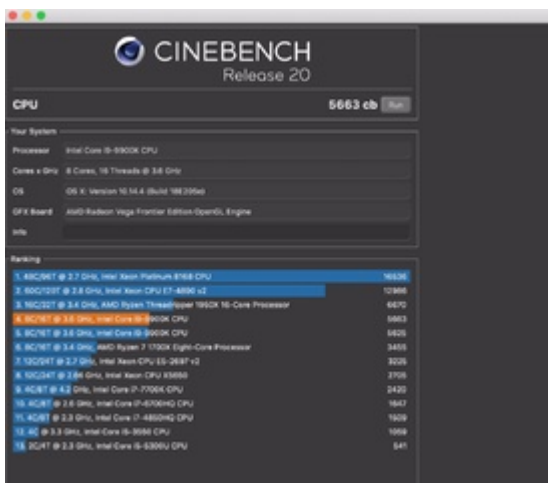 CINEBENCH
Release 20
CPU 5663 cb Run
Your System
Processor Intel Core i9-9900K CPU
Cores x GHz 8 Cores, 16 Threads @ 3.6 GHz
OS OS X: Version 10.14.4 (Build 18E205e)
GFX Board AMD Radeon Vega Frontier Edition OpenGL Engine
Info
Ranking
1. 48C/96T @ 2.7 GHz, Intel Xeon Platinum 8168 CPU 16536
2. 60C/120T @ 2.8 GHz, Intel Xeon CPU E7-4890 v2 12966
3. 16C/32T @ 3.4 GHz, AMD Ryzen Threadripper 1950X 16-Core Processor 6670
4. 8C/16T @ 3.6 GHz, Intel Core i9-9900K CPU 5663
5. 8C/16T @ 3.6 GHz, Intel Core i9-9900K CPU 5625
6. 8C/16T @ 3.4 GHz, AMD Ryzen 7 1700X Eight-Core Processor 3455
7. 12C/24T @ 2.7 GHz, Intel Xeon CPU E5-2697 v2 3225
8. 12C/24T @ 2.66 GHz, Intel Xeon CPU X5650 2705
9. 4C/8T @ 4.2 GHz, Intel Core i7-7700K CPU 2420
10. 4C/8T @ 2.6 GHz, Intel Core i7-6700HQ CPU 1647
11. 4C/8T @ 2.3 GHz, Intel Core i7-4850HQ CPU 1509
12. 4C @ 3.3 GHz, Intel Core i5-3550 CPU 1059
13. 2C/4T @ 2.3 GHz, Intel Core i5-5300U CPU 541